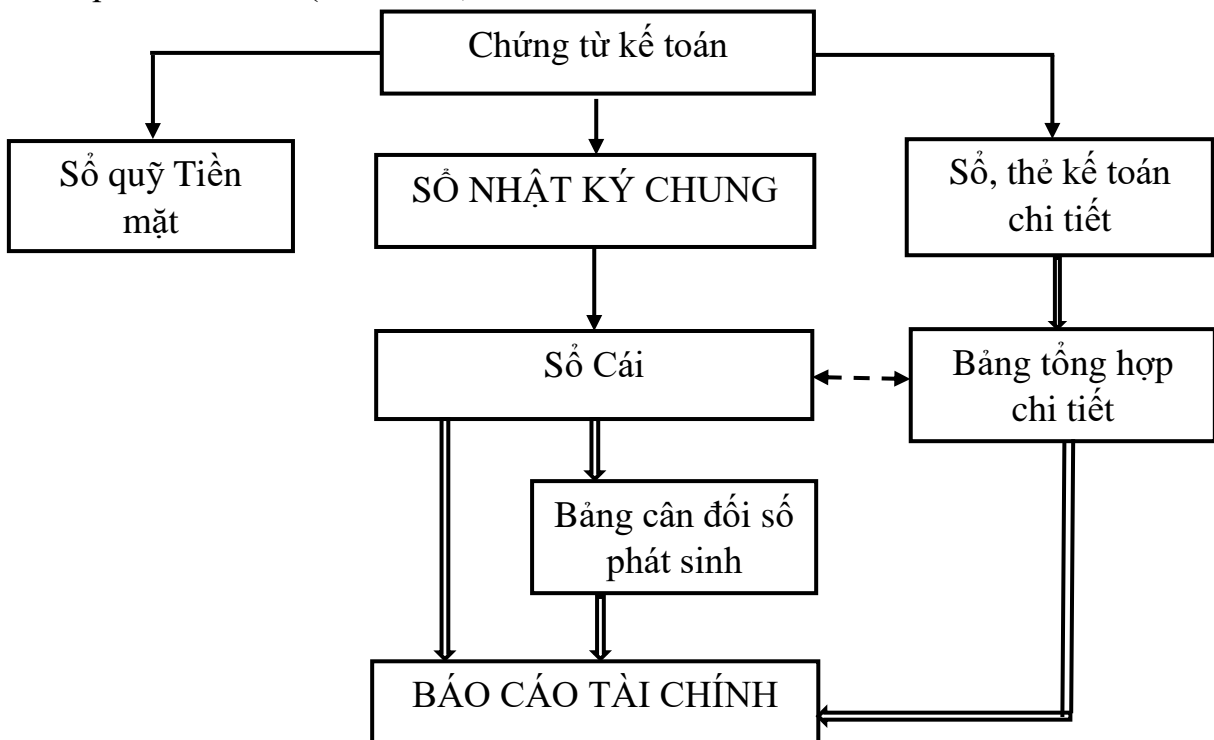 Chứng từ kế toán
Sổ quỹ Tiền
mặt
SỔ NHẬT KÝ CHUNG
Sổ, thẻ kế toán
chi tiết
Sổ Cái
Bảng tổng hợp
chi tiết
Bảng cân đối số
phát sinh
BÁO CÁO TÀI CHÍNH